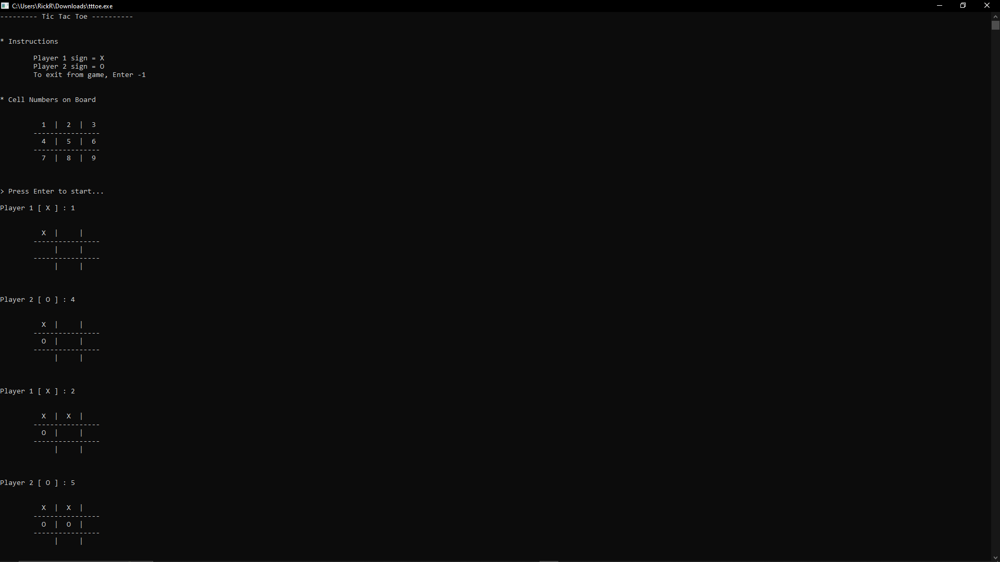 C:\Users\RickR\Downloads\tttoe.exe
--------- Tic Tac Toe ----------
* Instructions
Player 1 sign = X
Player 2 sign = O
To exit from game, Enter -1
* Cell Numbers on Board
1 | 2 | 3
----------------
4 | 5 | 6
----------------
7 | 8 | 9
> Press Enter to start...
Player 1 [ X ] : 1
X | |
----------------
| |
----------------
| |
Player 2 [ O ] : 4
X | |
----------------
O | |
----------------
| |
Player 1 [ X ] : 2
X | X |
----------------
O | |
----------------
| |
Player 2 [ O ] : 5
X | X |
----------------
O | O |
----------------
| |